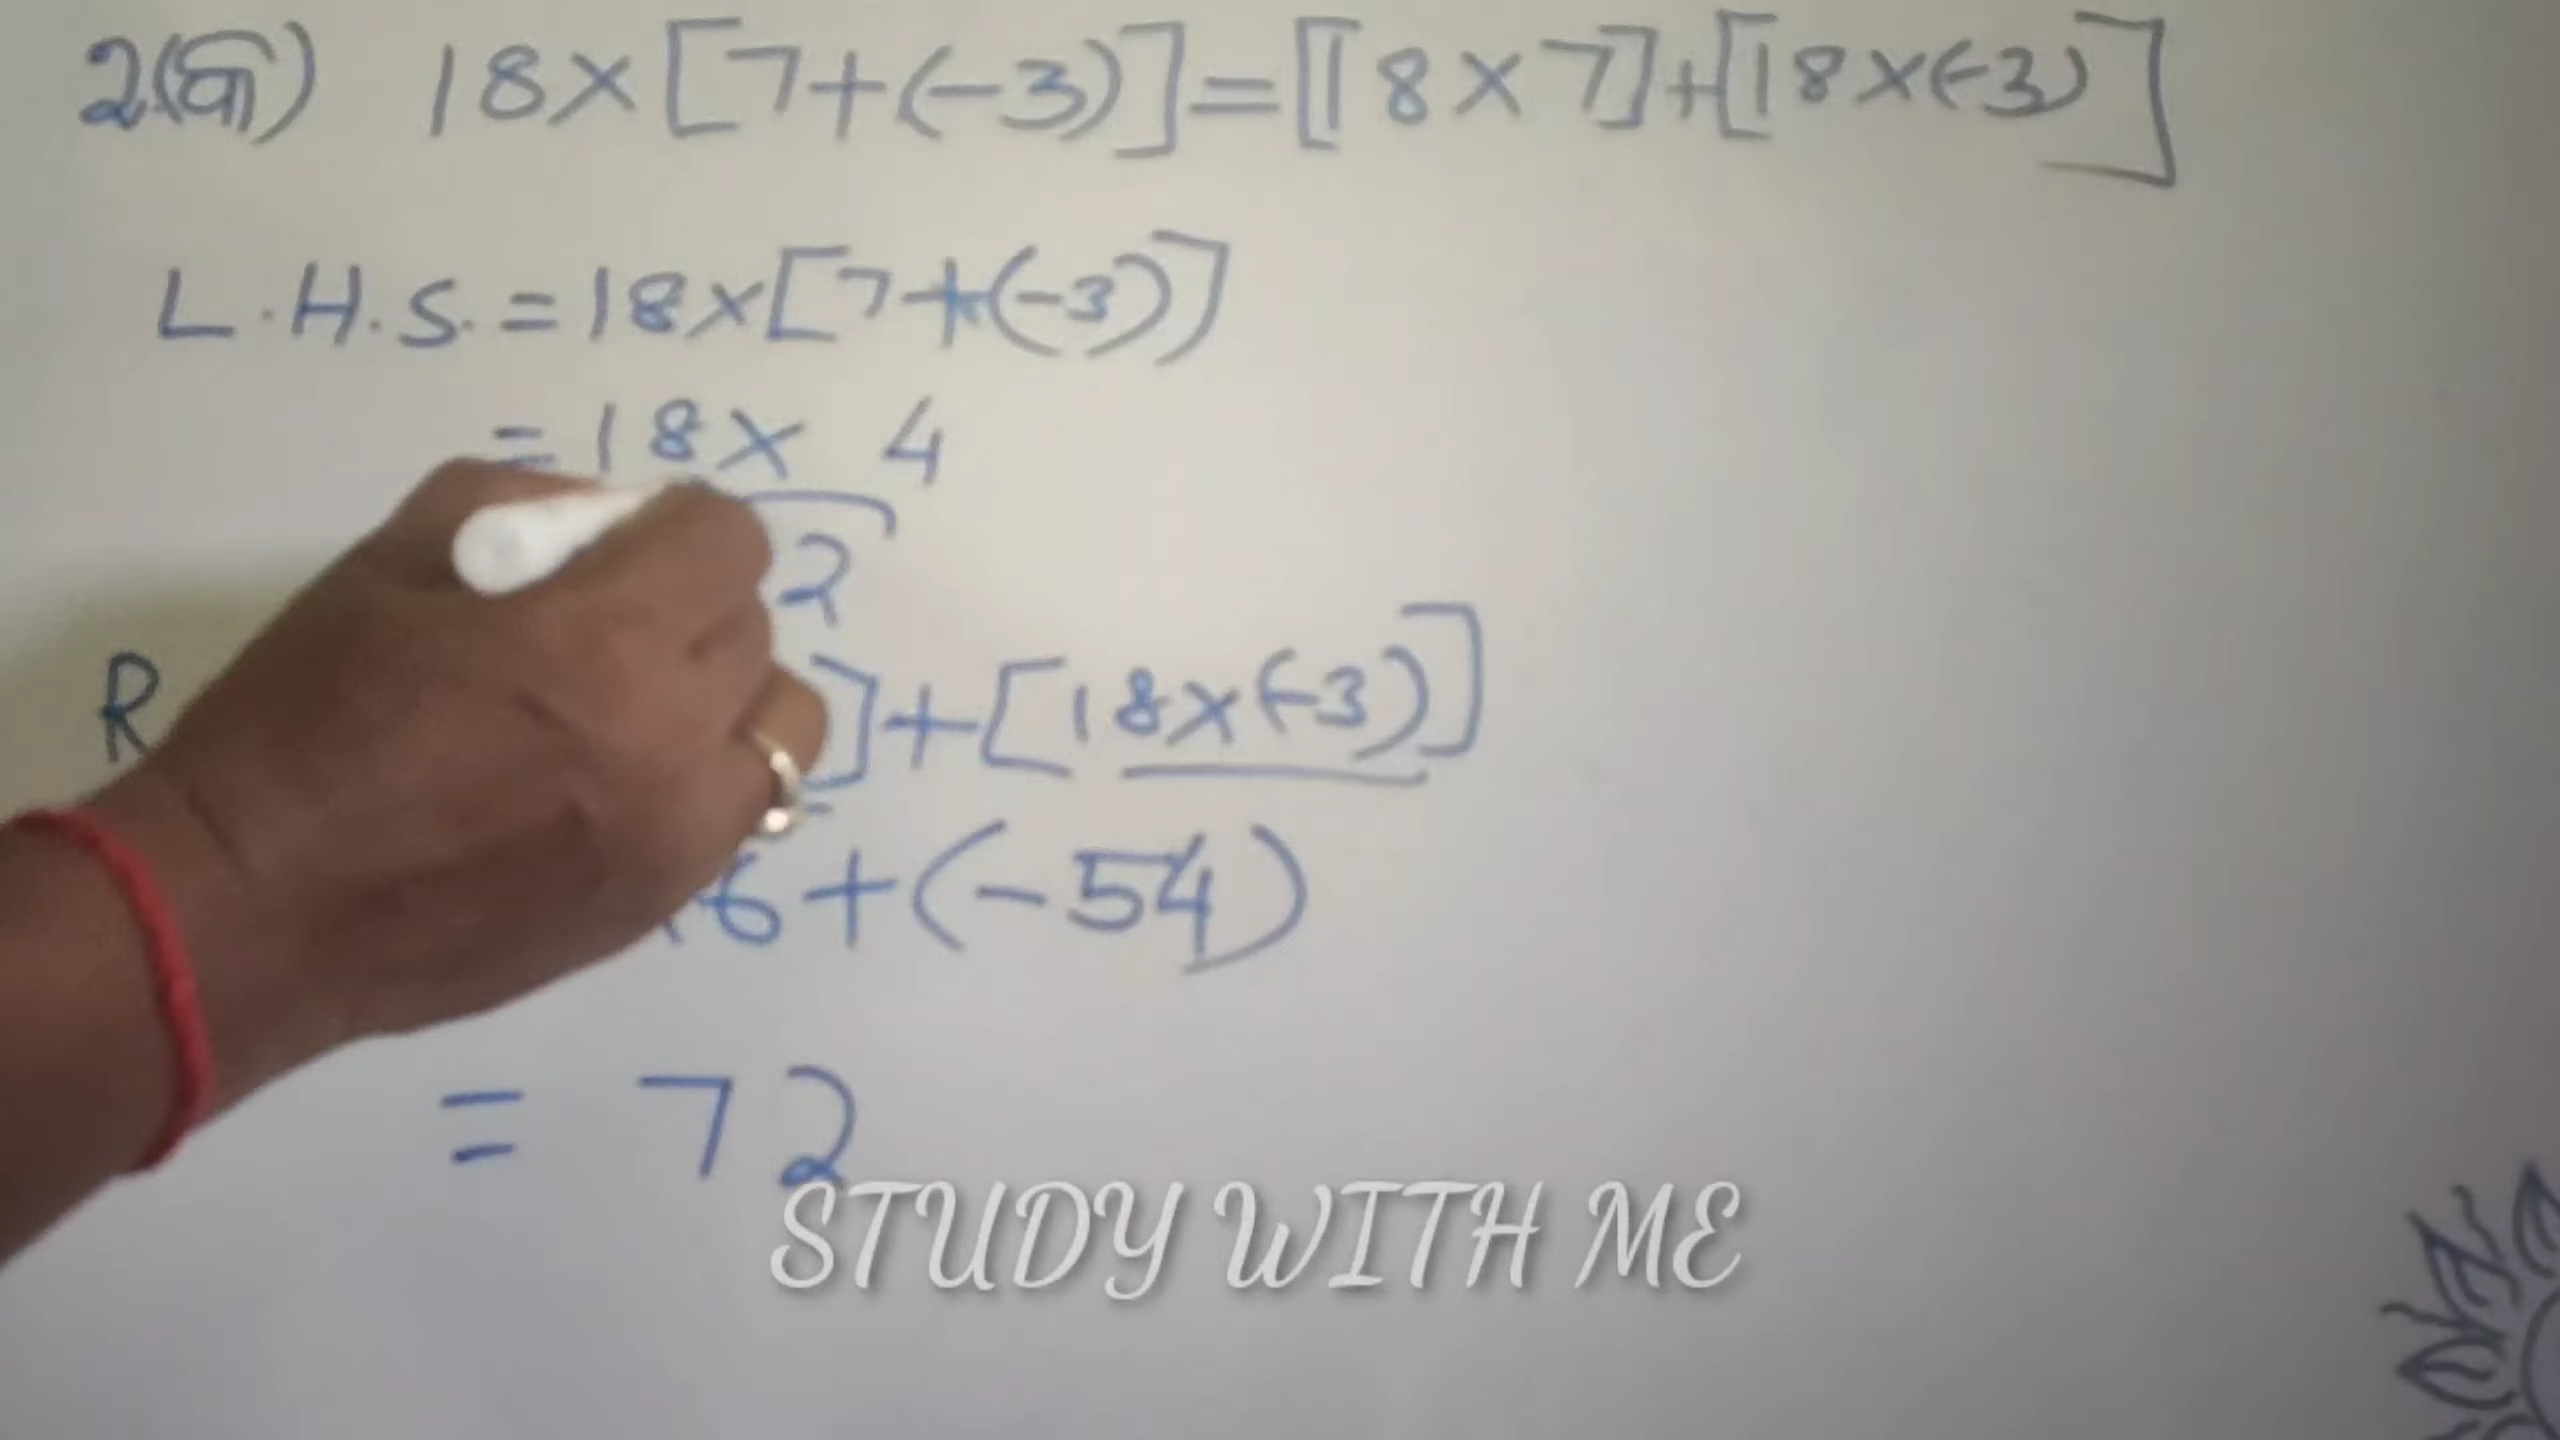 2(क) 18×[7+(-3)]=[18×7]+[18×(-3)]
L.H.S. =18×[7+(-3)]
=18× 4
2
R ]+[18×(-3)]
6+(-54)
= 72
STUDY WITH ME